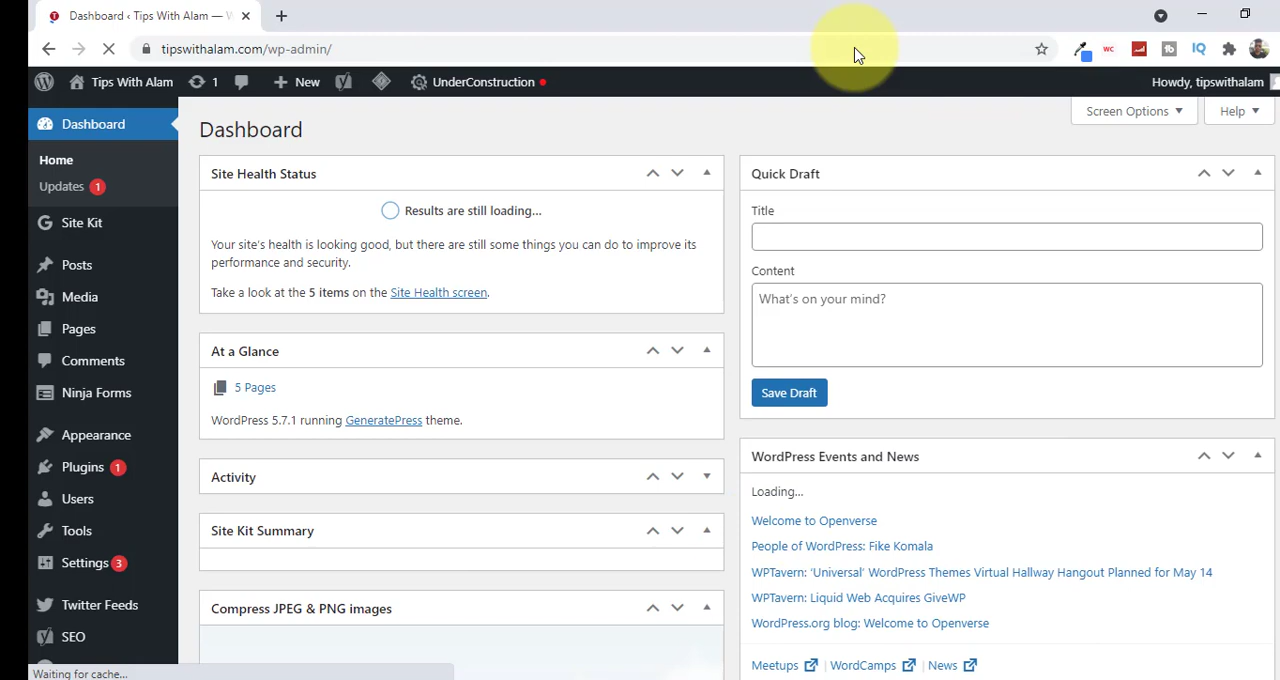 Dashboard ‹ Tips With Alam — W
tipswithalam.com/wp-admin/
WC
IQ
Tips With Alam
1
New
UnderConstruction
Howdy, tipswithalam
Dashboard
Home
Updates 1
Site Kit
Posts
Media
Pages
Comments
Ninja Forms
Appearance
Plugins 1
Users
Tools
Settings 3
Twitter Feeds
SEO
Waiting for cache...
Screen Options
Help
Dashboard
Site Health Status
Results are still loading...
Your site's health is looking good, but there are still some things you can do to improve its
performance and security.
Take a look at the 5 items on the Site Health screen.
At a Glance
5 Pages
WordPress 5.7.1 running GeneratePress theme.
Activity
Site Kit Summary
Compress JPEG & PNG images
Quick Draft
Title
Content
What's on your mind?
Save Draft
WordPress Events and News
Loading...
Welcome to Openverse
People of WordPress: Fike Komala
WPTavern: ‘Universal’ WordPress Themes Virtual Hallway Hangout Planned for May 14
WPTavern: Liquid Web Acquires GiveWP
WordPress.org blog: Welcome to Openverse
Meetups | WordCamps | News